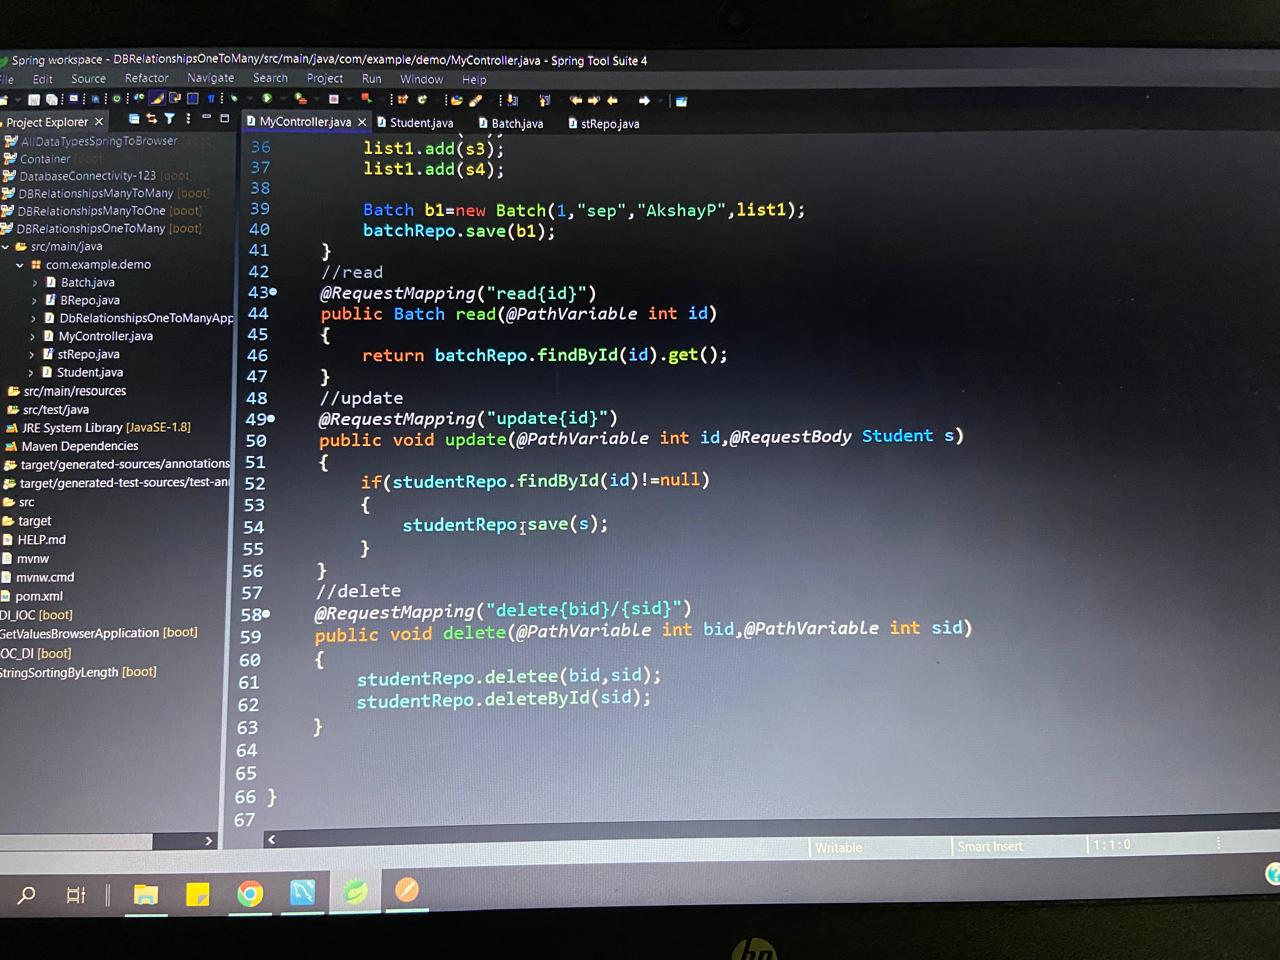 Spring workspace - DBRelationshipsOneToMany/src/main/java/com/example/demo/MyController.java - Spring Tool Suite 4
Edit Source Refactor Navigate Search Project Run Window Help
Project Explorer
MyController.java Student.java Batch.java stRepo.java
AllDataTypesSpringToBrowser
Container
DatabaseConnectivity-123 [boot]
DBRelationshipsManyToMany [boot]
DBRelationshipsManyToOne [boot]
DBRelationshipsOneToMany [boot]
src/main/java
com.example.demo
Batch.java
BRepo.java
DbRelationshipsOneToManyApp
MyController.java
stRepo.java
Student.java
src/main/resources
src/test/java
JRE System Library [JavaSE-1.8]
Maven Dependencies
target/generated-sources/annotations
target/generated-test-sources/test-an
src
target
HELP.md
mvnw
mvnw.cmd
pom.xml
DI_IOC [boot]
GetValuesBrowserApplication [boot]
OC_DI [boot]
StringSortingByLength [boot]
36 list1.add(s3);
37 list1.add(s4);
38
39 Batch b1=new Batch(1,"sep","AkshayP",list1);
40 batchRepo.save(b1);
41 }
42 //read
43 @RequestMapping("read{id}")
44 public Batch read(@PathVariable int id)
45 {
46 return batchRepo.findById(id).get();
47 }
48 //update
49 @RequestMapping("update{id}")
50 public void update(@PathVariable int id,@RequestBody Student s)
51 {
52 if(studentRepo.findById(id)!=null)
53 {
54 studentRepo.save(s);
55 }
56 }
57 //delete
58 @RequestMapping("delete{bid}/{sid}")
59 public void delete(@PathVariable int bid,@PathVariable int sid)
60 {
61 studentRepo.deletee(bid,sid);
62 studentRepo.deleteById(sid);
63 }
64
65
66 }
67
Writable Smart Insert 1:1:0
hp